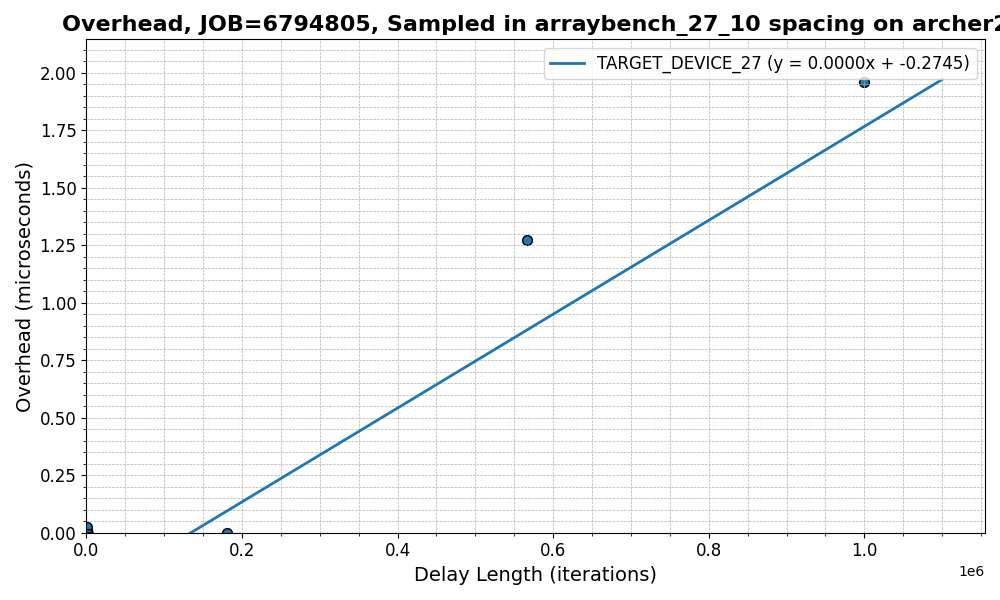 Overhead, JOB=6794805, Sampled in arraybench_27_10 spacing on archer2
TARGET_DEVICE_27 (y = 0.0000x + -0.2745)
Overhead (microseconds)
2.00
1.75
1.50
1.25
1.00
0.75
0.50
0.25
0.00
0.0 0.2 0.4 0.6 0.8 1.0
1e6
Delay Length (iterations)